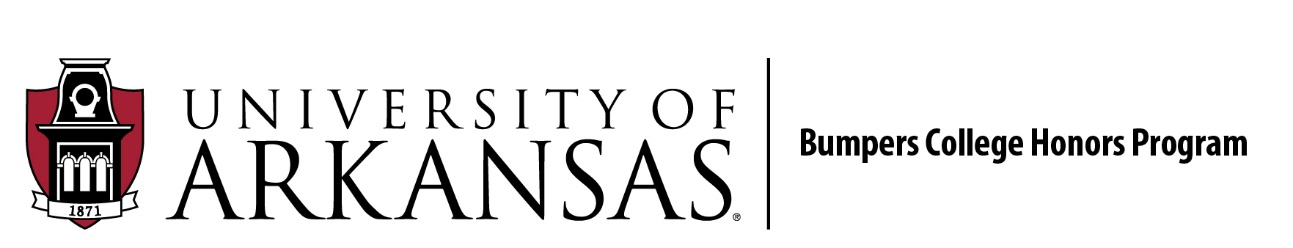 UNIVERSITY OF
ARKANSAS®
1871
Bumpers College Honors Program